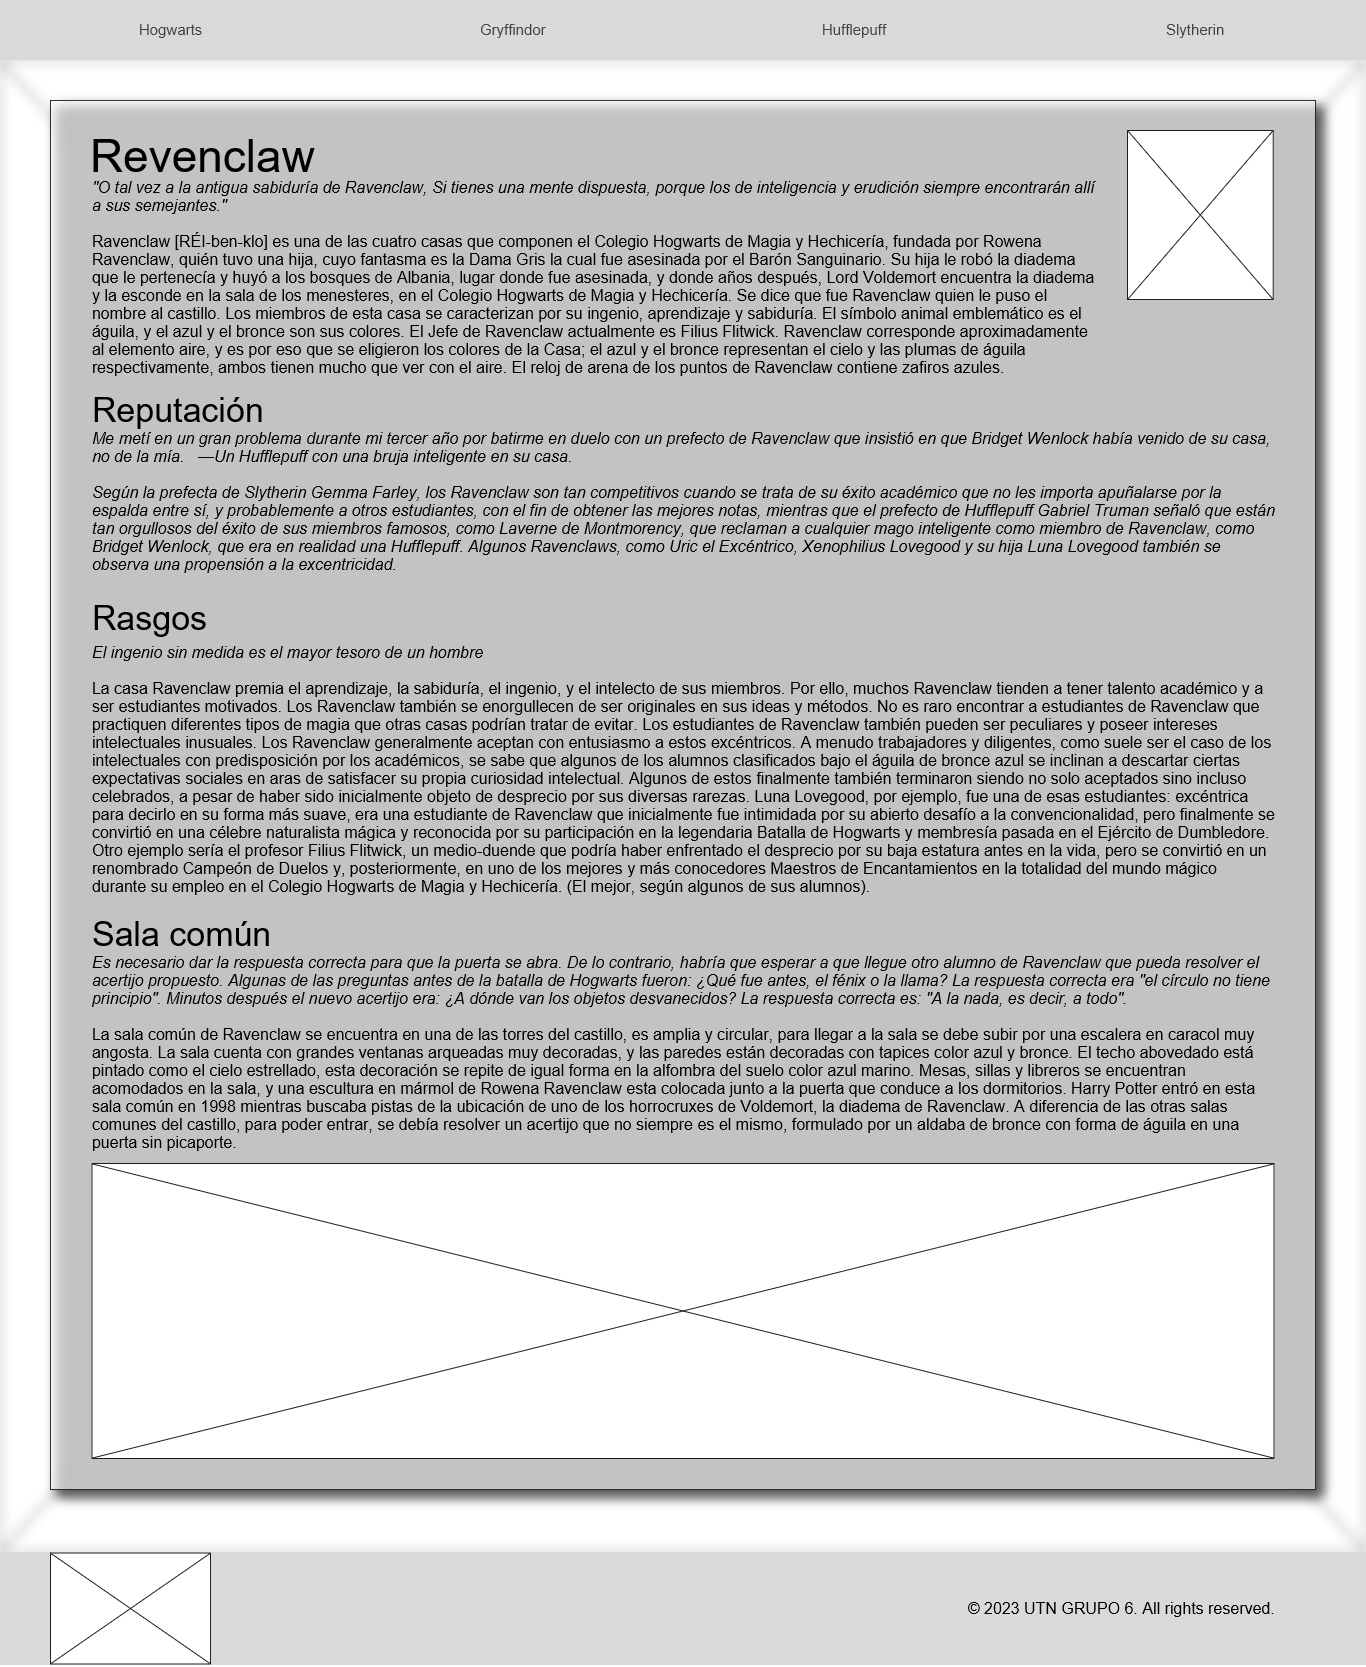 Hogwarts
Gryffindor
Hufflepuff
Slytherin
Revenclaw
"O tal vez a la antigua sabiduría de Ravenclaw, Si tienes una mente dispuesta, porque los de inteligencia y erudición siempre encontrarán allí
a sus semejantes."
Ravenclaw [RÉI-ben-klo] es una de las cuatro casas que componen el Colegio Hogwarts de Magia y Hechicería, fundada por Rowena
Ravenclaw, quién tuvo una hija, cuyo fantasma es la Dama Gris la cual fue asesinada por el Barón Sanguinario. Su hija le robó la diadema
que le pertenecía y huyó a los bosques de Albania, lugar donde fue asesinada, y donde años después, Lord Voldemort encuentra la diadema
y la esconde en la sala de los menesteres, en el Colegio Hogwarts de Magia y Hechicería. Se dice que fue Ravenclaw quien le puso el
nombre al castillo. Los miembros de esta casa se caracterizan por su ingenio, aprendizaje y sabiduría. El símbolo animal emblemático es el
águila, y el azul y el bronce son sus colores. El Jefe de Ravenclaw actualmente es Filius Flitwick. Ravenclaw corresponde aproximadamente
al elemento aire, y es por eso que se eligieron los colores de la Casa; el azul y el bronce representan el cielo y las plumas de águila
respectivamente, ambos tienen mucho que ver con el aire. El reloj de arena de los puntos de Ravenclaw contiene zafiros azules.
Reputación
Me metí en un gran problema durante mi tercer año por batirme en duelo con un prefecto de Ravenclaw que insistió en que Bridget Wenlock había venido de su casa,
no de la mía.   —Un Hufflepuff con una bruja inteligente en su casa.
Según la prefecta de Slytherin Gemma Farley, los Ravenclaw son tan competitivos cuando se trata de su éxito académico que no les importa apuñalarse por la
espalda entre sí, y probablemente a otros estudiantes, con el fin de obtener las mejores notas, mientras que el prefecto de Hufflepuff Gabriel Truman señaló que están
tan orgullosos del éxito de sus miembros famosos, como Laverne de Montmorency, que reclaman a cualquier mago inteligente como miembro de Ravenclaw, como
Bridget Wenlock, que era en realidad una Hufflepuff. Algunos Ravenclaws, como Uric el Excéntrico, Xenophilius Lovegood y su hija Luna Lovegood también se
observa una propensión a la excentricidad.
Rasgos
El ingenio sin medida es el mayor tesoro de un hombre
La casa Ravenclaw premia el aprendizaje, la sabiduría, el ingenio, y el intelecto de sus miembros. Por ello, muchos Ravenclaw tienden a tener talento académico y a
ser estudiantes motivados. Los Ravenclaw también se enorgullecen de ser originales en sus ideas y métodos. No es raro encontrar a estudiantes de Ravenclaw que
practiquen diferentes tipos de magia que otras casas podrían tratar de evitar. Los estudiantes de Ravenclaw también pueden ser peculiares y poseer intereses
intelectuales inusuales. Los Ravenclaw generalmente aceptan con entusiasmo a estos excéntricos. A menudo trabajadores y diligentes, como suele ser el caso de los
intelectuales con predisposición por los académicos, se sabe que algunos de los alumnos clasificados bajo el águila de bronce azul se inclinan a descartar ciertas
expectativas sociales en aras de satisfacer su propia curiosidad intelectual. Algunos de estos finalmente también terminaron siendo no solo aceptados sino incluso
celebrados, a pesar de haber sido inicialmente objeto de desprecio por sus diversas rarezas. Luna Lovegood, por ejemplo, fue una de esas estudiantes: excéntrica
para decirlo en su forma más suave, era una estudiante de Ravenclaw que inicialmente fue intimidada por su abierto desafío a la convencionalidad, pero finalmente se
convirtió en una célebre naturalista mágica y reconocida por su participación en la legendaria Batalla de Hogwarts y membresía pasada en el Ejército de Dumbledore.
Otro ejemplo sería el profesor Filius Flitwick, un medio-duende que podría haber enfrentado el desprecio por su baja estatura antes en la vida, pero se convirtió en un
renombrado Campeón de Duelos y, posteriormente, en uno de los mejores y más conocedores Maestros de Encantamientos en la totalidad del mundo mágico
durante su empleo en el Colegio Hogwarts de Magia y Hechicería. (El mejor, según algunos de sus alumnos).
Sala común
Es necesario dar la respuesta correcta para que la puerta se abra. De lo contrario, habría que esperar a que llegue otro alumno de Ravenclaw que pueda resolver el
acertijo propuesto. Algunas de las preguntas antes de la batalla de Hogwarts fueron: ¿Qué fue antes, el fénix o la llama? La respuesta correcta era "el círculo no tiene
principio". Minutos después el nuevo acertijo era: ¿A dónde van los objetos desvanecidos? La respuesta correcta es: "A la nada, es decir, a todo".
La sala común de Ravenclaw se encuentra en una de las torres del castillo, es amplia y circular, para llegar a la sala se debe subir por una escalera en caracol muy
angosta. La sala cuenta con grandes ventanas arqueadas muy decoradas, y las paredes están decoradas con tapices color azul y bronce. El techo abovedado está
pintado como el cielo estrellado, esta decoración se repite de igual forma en la alfombra del suelo color azul marino. Mesas, sillas y libreros se encuentran
acomodados en la sala, y una escultura en mármol de Rowena Ravenclaw esta colocada junto a la puerta que conduce a los dormitorios. Harry Potter entró en esta
sala común en 1998 mientras buscaba pistas de la ubicación de uno de los horrocruxes de Voldemort, la diadema de Ravenclaw. A diferencia de las otras salas
comunes del castillo, para poder entrar, se debía resolver un acertijo que no siempre es el mismo, formulado por un aldaba de bronce con forma de águila en una
puerta sin picaporte.
© 2023 UTN GRUPO 6. All rights reserved.